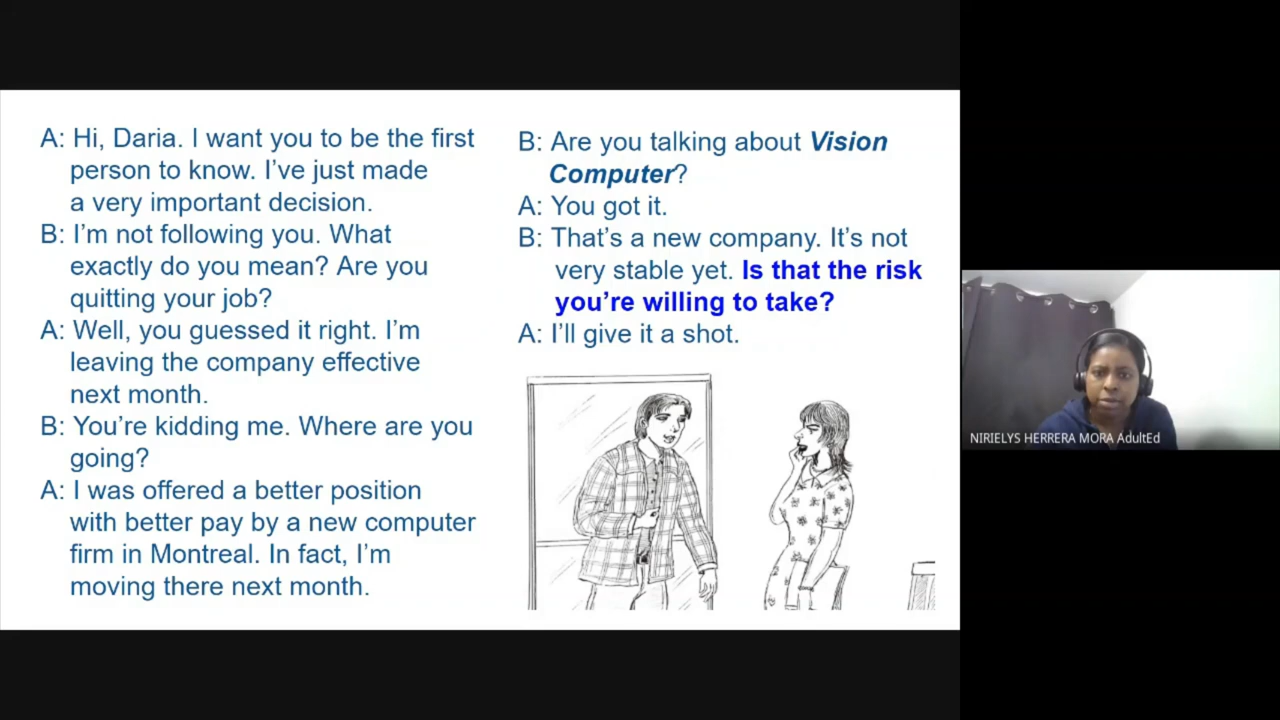 A: Hi, Daria. I want you to be the first
person to know. I've just made
a very important decision.
B: I'm not following you. What
exactly do you mean? Are you
quitting your job?
A: Well, you guessed it right. I'm
leaving the company effective
next month.
B: You're kidding me. Where are you
going?
A: I was offered a better position
with better pay by a new computer
firm in Montreal. In fact, I'm
moving there next month.
B: Are you talking about Vision
Computer?
A: You got it.
B: That's a new company. It's not
very stable yet. Is that the risk
you're willing to take?
A: I'll give it a shot.
NIRIELYS HERRERA MORA AdultEd